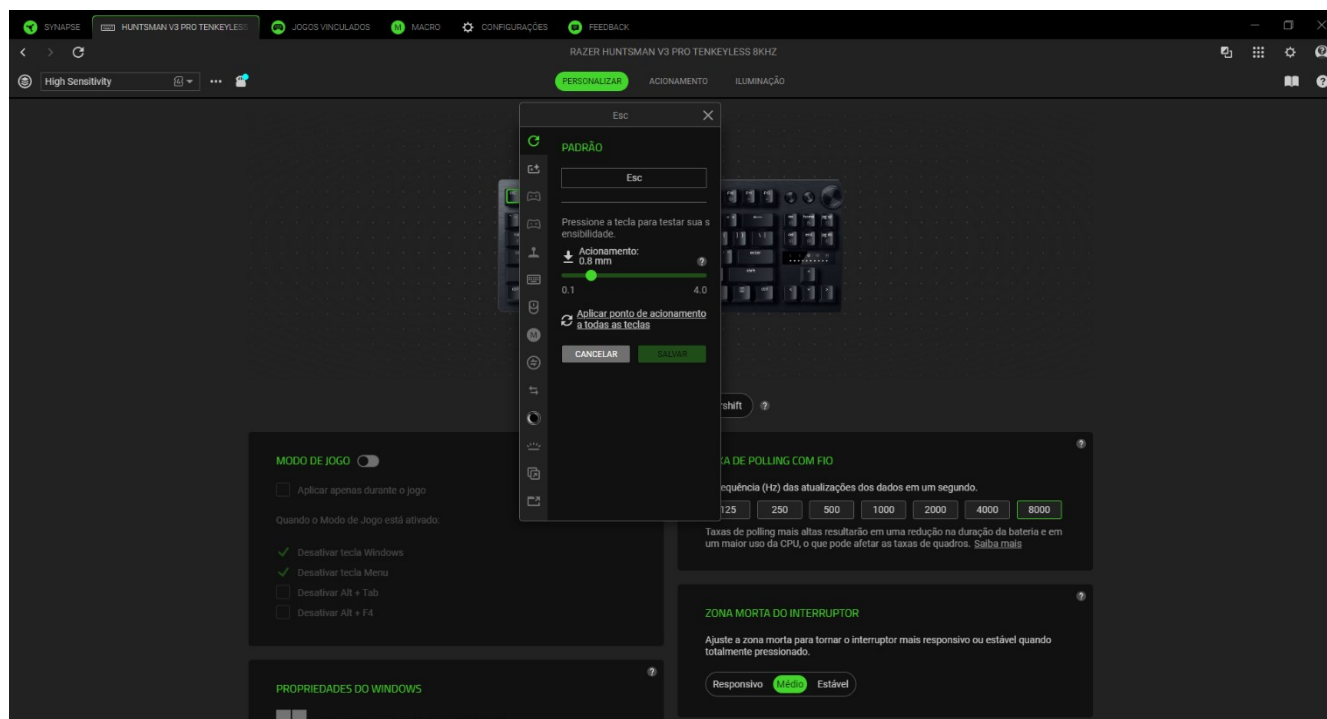 SYNAPSE
HUNTSMAN V3 PRO TENKEYLESS
JOGOS VINCULADOS
MACRO
CONFIGURAÇÕES
FEEDBACK
RAZER HUNTSMAN V3 PRO TENKEYLESS 8KHZ
High Sensitivity
PERSONALIZAR
ACIONAMENTO
ILUMINAÇÃO
Esc
PADRÃO
Esc
Pressione a tecla para testar sua s
ensibilidade.
Acionamento:
0.8 mm
0.1
4.0
Aplicar ponto de acionamento
a todas as teclas
CANCELAR
SALVAR
rshift
MODO DE JOGO
Aplicar apenas durante o jogo
Quando o Modo de Jogo está ativado:
Desativar tecla Windows
Desativar tecla Menu
Desativar Alt + Tab
Desativar Alt + F4
PROPRIEDADES DO WINDOWS
XA DE POLLING COM FIO
equência (Hz) das atualizações dos dados em um segundo.
125 250 500 1000 2000 4000 8000
Taxas de polling mais altas resultarão em uma redução na duração da bateria e em
um maior uso da CPU, o que pode afetar as taxas de quadros. Saiba mais
ZONA MORTA DO INTERRUPTOR
Ajuste a zona morta para tornar o interruptor mais responsivo ou estável quando
totalmente pressionado.
Responsivo Médio Estável